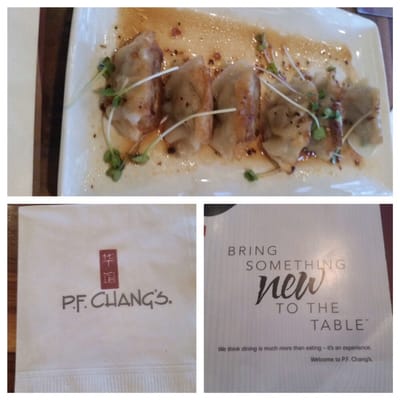 P.F. CHANG'S.
BRING
SOMETHING
new
TO THE
TABLE™
We think dining is much more than eating – it's an experience.
Welcome to P.F. Chang's.